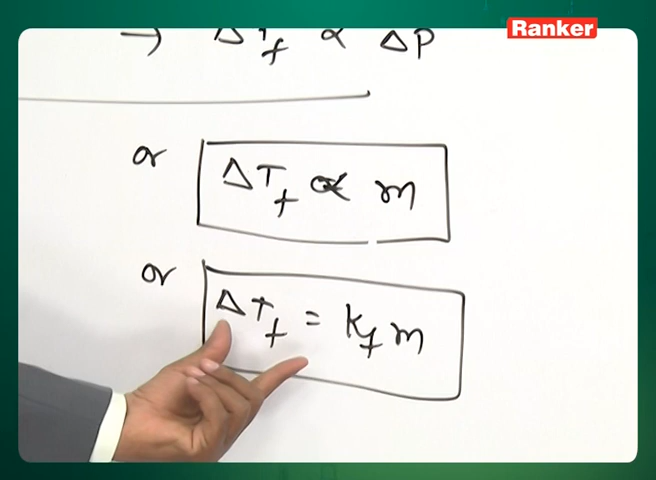 Ranker
→ ΔTf ∝ ΔP
or ΔTf ∝ m
or ΔTf = Kf m